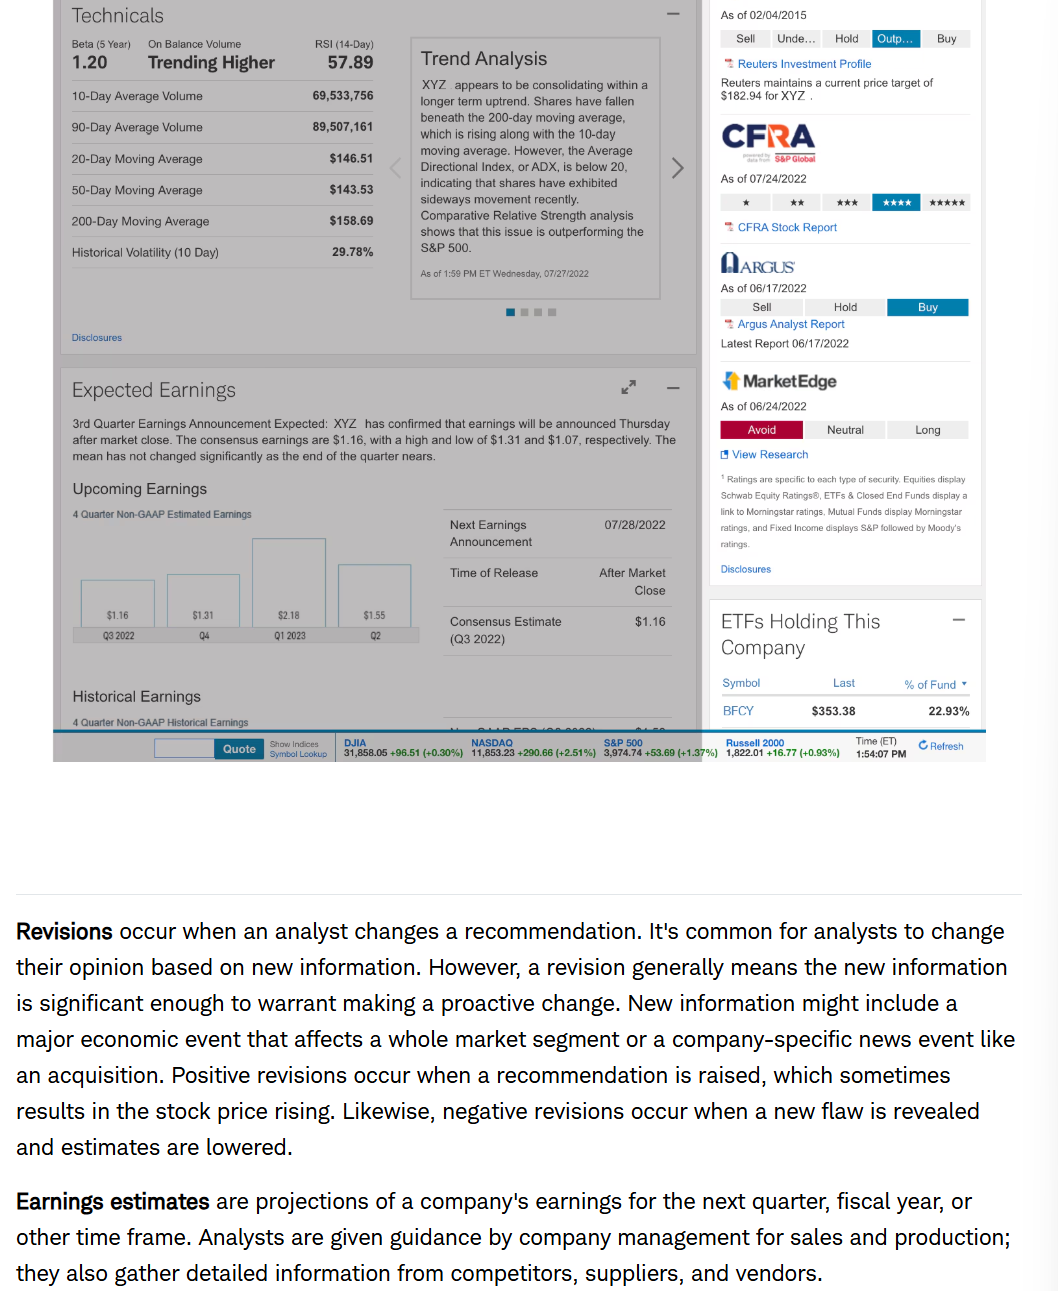 Technicals
Beta (5 Year) On Balance Volume RSI (14-Day)
1.20 Trending Higher 57.89
10-Day Average Volume 69,533,756
90-Day Average Volume 89,507,161
20-Day Moving Average $146.51
50-Day Moving Average $143.53
200-Day Moving Average $158.69
Historical Volatility (10 Day) 29.78%
Disclosures
Trend Analysis
XYZ appears to be consolidating within a
longer term uptrend. Shares have fallen
beneath the 200-day moving average,
which is rising along with the 10-day
moving average. However, the Average
Directional Index, or ADX, is below 20,
indicating that shares have exhibited
sideways movement recently.
Comparative Relative Strength analysis
shows that this issue is outperforming the
S&P 500.
As of 1:59 PM ET Wednesday, 07/27/2022
Expected Earnings
3rd Quarter Earnings Announcement Expected: XYZ has confirmed that earnings will be announced Thursday
after market close. The consensus earnings are $1.16, with a high and low of $1.31 and $1.07, respectively. The
mean has not changed significantly as the end of the quarter nears.
Upcoming Earnings
4 Quarter Non-GAAP Estimated Earnings
$1.16 $1.31 $2.18 $1.55
Q3 2022 Q4 Q1 2023 Q2
Next Earnings 07/28/2022
Announcement
Time of Release After Market
Close
Consensus Estimate $1.16
(Q3 2022)
Historical Earnings
4 Quarter Non-GAAP Historical Earnings
As of 02/04/2015
Sell Unde... Hold Outp... Buy
Reuters Investment Profile
Reuters maintains a current price target of
$182.94 for XYZ .
CFRA
powered by
data from S&P Global
As of 07/24/2022
★ ★★ ★★★ ★★★★ ★★★★★
CFRA Stock Report
ARGUS
As of 06/17/2022
Sell Hold Buy
Argus Analyst Report
Latest Report 06/17/2022
MarketEdge
As of 06/24/2022
Avoid Neutral Long
View Research
1 Ratings are specific to each type of security. Equities display
Schwab Equity Ratings®, ETFs & Closed End Funds display a
link to Morningstar ratings, Mutual Funds display Morningstar
ratings, and Fixed Income displays S&P followed by Moody's
ratings.
Disclosures
ETFs Holding This
Company
Symbol Last % of Fund
BFCY $353.38 22.93%
Quote
Show Indices
Symbol Lookup
DJIA
31,858.05 +96.51 (+0.30%)
NASDAQ
11,853.23 +290.66 (+2.51%)
S&P 500
3,974.74 +53.69 (+1.37%)
Russell 2000
1,822.01 +16.77 (+0.93%)
Time (ET)
1:54:07 PM
Refresh
Revisions occur when an analyst changes a recommendation. It's common for analysts to change
their opinion based on new information. However, a revision generally means the new information
is significant enough to warrant making a proactive change. New information might include a
major economic event that affects a whole market segment or a company-specific news event like
an acquisition. Positive revisions occur when a recommendation is raised, which sometimes
results in the stock price rising. Likewise, negative revisions occur when a new flaw is revealed
and estimates are lowered.
Earnings estimates are projections of a company's earnings for the next quarter, fiscal year, or
other time frame. Analysts are given guidance by company management for sales and production;
they also gather detailed information from competitors, suppliers, and vendors.